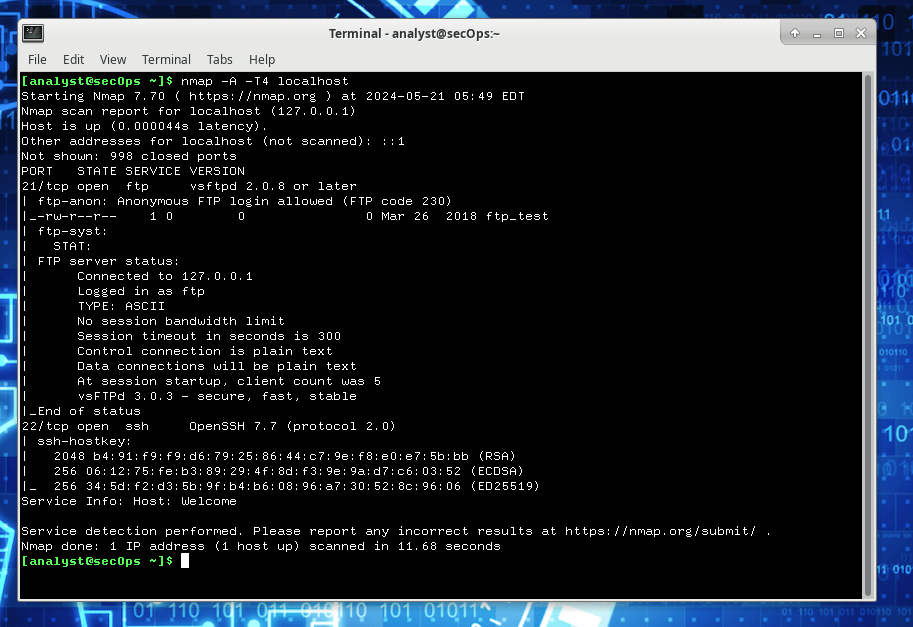 Terminal - analyst@secOps:~
File Edit View Terminal Tabs Help
[analyst@secOps ~]$ nmap -A -T4 localhost
Starting Nmap 7.70 ( https://nmap.org ) at 2024-05-21 05:49 EDT
Nmap scan report for localhost (127.0.0.1)
Host is up (0.000044s latency).
Other addresses for localhost (not scanned): ::1
Not shown: 998 closed ports
PORT   STATE SERVICE VERSION
21/tcp open  ftp     vsftpd 2.0.8 or later
| ftp-anon: Anonymous FTP login allowed (FTP code 230)
|_-rw-r--r--    1 0        0               0 Mar 26  2018 ftp_test
| ftp-syst:
|   STAT:
| FTP server status:
|      Connected to 127.0.0.1
|      Logged in as ftp
|      TYPE: ASCII
|      No session bandwidth limit
|      Session timeout in seconds is 300
|      Control connection is plain text
|      Data connections will be plain text
|      At session startup, client count was 5
|      vsFTPd 3.0.3 - secure, fast, stable
|_End of status
22/tcp open  ssh     OpenSSH 7.7 (protocol 2.0)
| ssh-hostkey:
|   2048 b4:91:f9:f9:d6:79:25:86:44:c7:9e:f8:e0:e7:5b:bb (RSA)
|   256 06:12:75:fe:b3:89:29:4f:8d:f3:9e:9a:d7:c6:03:52 (ECDSA)
|_  256 34:5d:f2:d3:5b:9f:b4:b6:08:96:a7:30:52:8c:96:06 (ED25519)
Service Info: Host: Welcome
Service detection performed. Please report any incorrect results at https://nmap.org/submit/ .
Nmap done: 1 IP address (1 host up) scanned in 11.68 seconds
[analyst@secOps ~]$